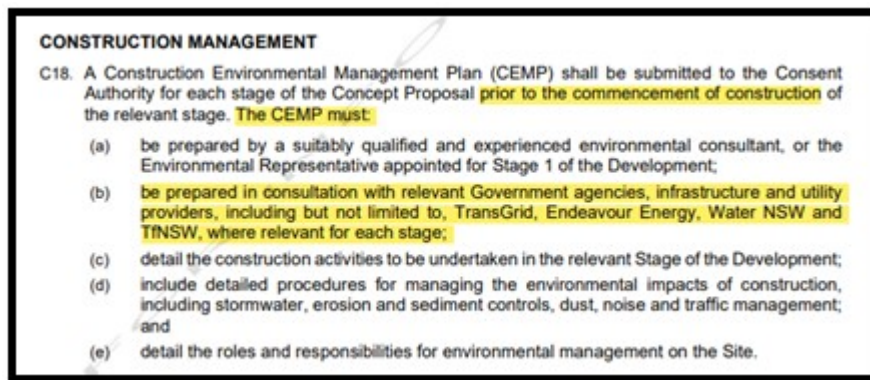 CONSTRUCTION MANAGEMENT
C18. A Construction Environmental Management Plan (CEMP) shall be submitted to the Consent
Authority for each stage of the Concept Proposal prior to the commencement of construction of
the relevant stage. The CEMP must:
(a) be prepared by a suitably qualified and experienced environmental consultant, or the
Environmental Representative appointed for Stage 1 of the Development;
(b) be prepared in consultation with relevant Government agencies, infrastructure and utility
providers, including but not limited to, TransGrid, Endeavour Energy, Water NSW and
TfNSW, where relevant for each stage;
(c) detail the construction activities to be undertaken in the relevant Stage of the Development;
(d) include detailed procedures for managing the environmental impacts of construction,
including stormwater, erosion and sediment controls, dust, noise and traffic management;
and
(e) detail the roles and responsibilities for environmental management on the Site.